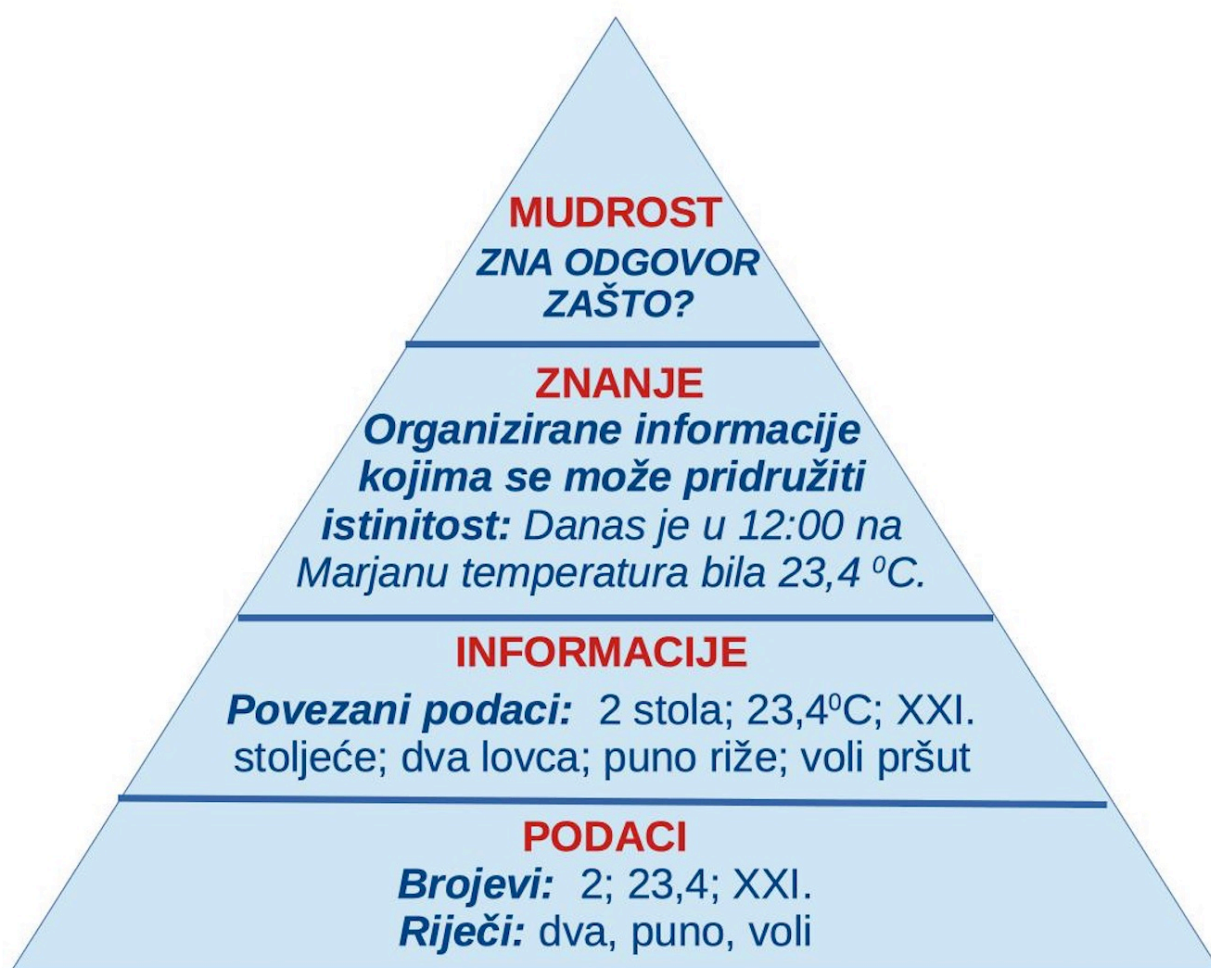 MUDROST
ZNA ODGOVOR
ZAŠTO?
ZNANJE
Organizirane informacije
kojima se može pridružiti
istinitost: Danas je u 12:00 na
Marjanu temperatura bila 23,4 ⁰C.
INFORMACIJE
Povezani podaci: 2 stola; 23,4⁰C; XXI.
stoljeće; dva lovca; puno riže; voli pršut
PODACI
Brojevi: 2; 23,4; XXI.
Riječi: dva, puno, voli